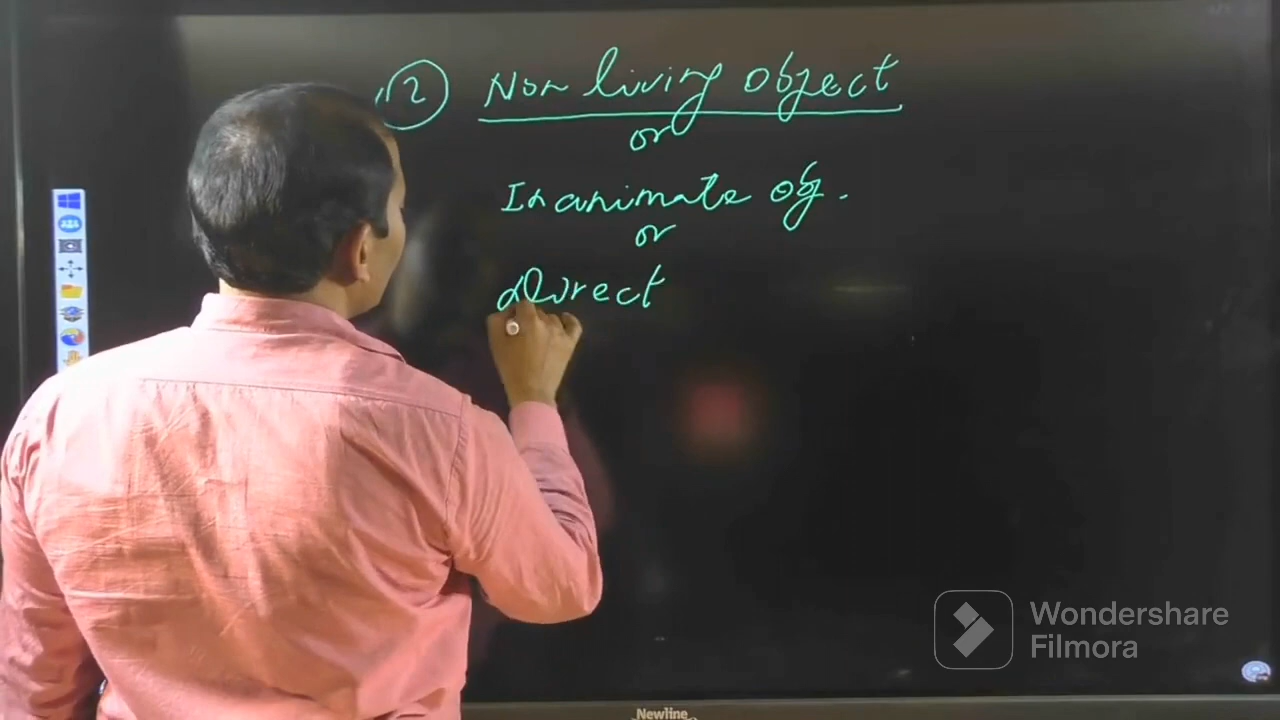 2 Non living object
or
Inanimate obj.
or
Direct
Wondershare
Filmora
Newline